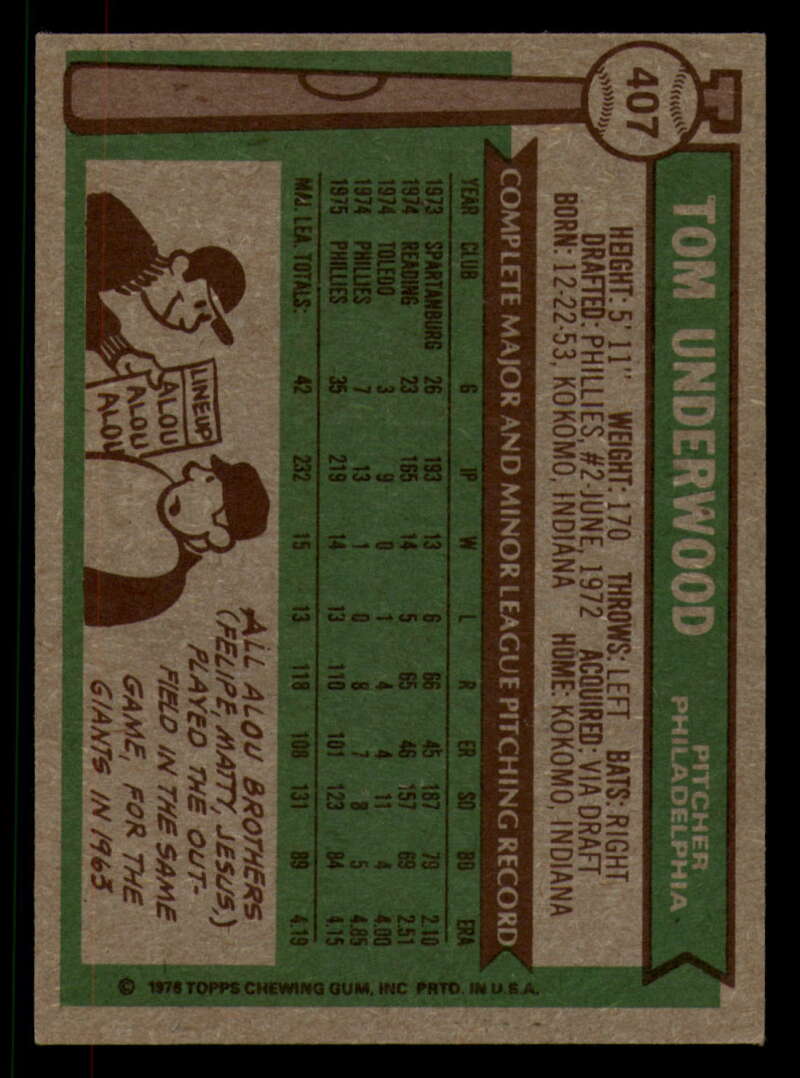 407
TOM UNDERWOOD
PITCHER
PHILADELPHIA
HEIGHT: 5' 11" WEIGHT: 170 THROWS: LEFT BATS: RIGHT
DRAFTED: PHILLIES, #2-JUNE, 1972 ACQUIRED: VIA DRAFT
BORN: 12-22-53, KOKOMO, INDIANA HOME: KOKOMO, INDIANA
COMPLETE MAJOR AND MINOR LEAGUE PITCHING RECORD
YEAR CLUB G IP W L R ER SO BB ERA
1973 SPARTANBURG 26 193 13 6 66 45 187 79 2.10
1974 READING 23 165 14 5 65 46 157 69 2.51
1974 TOLEDO 3 9 0 1 4 4 11 4 4.00
1974 PHILLIES 7 13 1 0 8 7 8 5 4.85
1975 PHILLIES 35 219 14 13 110 101 123 84 4.15
MAJ. LEA. TOTALS: 42 232 15 13 118 108 131 89 4.19
LINEUP
ALOU
ALOU
ALOU
ALL ALOU BROTHERS
(FELIPE, MATTY, JESUS,)
PLAYED THE OUT-
FIELD IN THE SAME
GAME, FOR THE
GIANTS IN 1963
© 1976 TOPPS CHEWING GUM, INC PRTD. IN U.S.A.